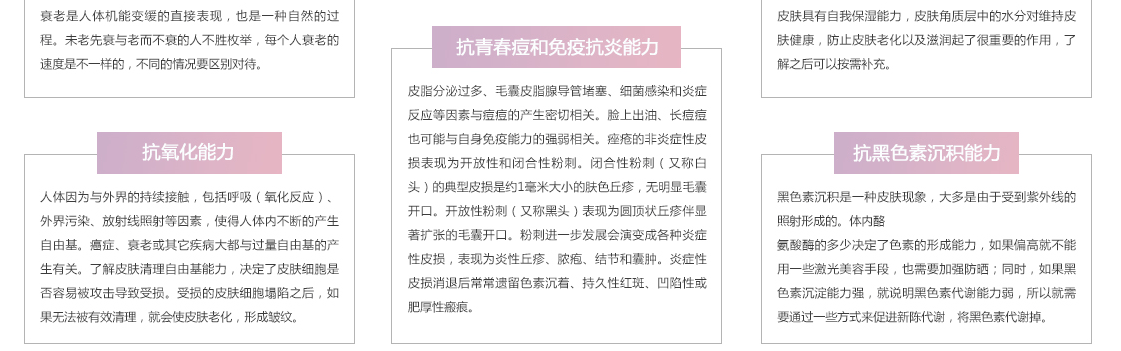 衰老是人体机能变缓的直接表现，也是一种自然的过
程。未老先衰与老而不衰的人不胜枚举，每个人衰老的
速度是不一样的，不同的情况要区别对待。
抗氧化能力
人体因为与外界的持续接触，包括呼吸（氧化反应）、
外界污染、放射线照射等因素，使得人体内不断的产生
自由基。癌症、衰老或其它疾病大都与过量自由基的产
生有关。了解皮肤清理自由基能力，决定了皮肤细胞是
否容易被攻击导致受损。受损的皮肤细胞塌陷之后，如
果无法被有效清理，就会使皮肤老化，形成皱纹。
抗青春痘和免疫抗炎能力
皮脂分泌过多、毛囊皮脂腺导管堵塞、细菌感染和炎症
反应等因素与痘痘的产生密切相关。脸上出油、长痘痘
也可能与自身免疫能力的强弱相关。痤疮的非炎症性皮
损表现为开放性和闭合性粉刺。闭合性粉刺（又称白
头）的典型皮损是约1毫米大小的肤色丘疹，无明显毛囊
开口。开放性粉刺（又称黑头）表现为圆顶状丘疹伴显
著扩张的毛囊开口。粉刺进一步发展会演变成各种炎症
性皮损，表现为炎性丘疹、脓疱、结节和囊肿。炎症性
皮损消退后常常遗留色素沉着、持久性红斑、凹陷性或
肥厚性瘢痕。
皮肤具有自我保湿能力，皮肤角质层中的水分对维持皮
肤健康，防止皮肤老化以及滋润起了很重要的作用，了
解之后可以按需补充。
抗黑色素沉积能力
黑色素沉积是一种皮肤现象，大多是由于受到紫外线的
照射形成的。体内酪
氨酸酶的多少决定了色素的形成能力，如果偏高就不能
用一些激光美容手段，也需要加强防晒；同时，如果黑
色素沉淀能力强，就说明黑色素代谢能力弱，所以就需
要通过一些方式来促进新陈代谢，将黑色素代谢掉。